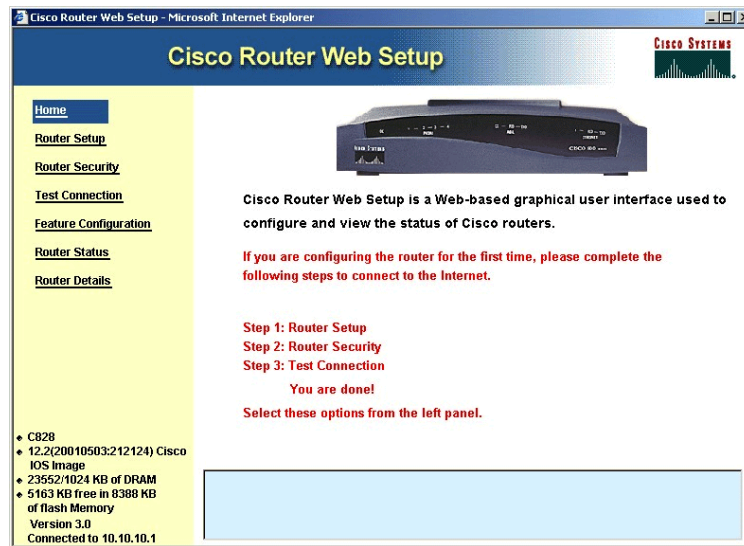 Cisco Router Web Setup - Microsoft Internet Explorer
Cisco Router Web Setup
CISCO SYSTEMS
Home
Router Setup
Router Security
Test Connection
Feature Configuration
Router Status
Router Details
Cisco Router Web Setup is a Web-based graphical user interface used to
configure and view the status of Cisco routers.
If you are configuring the router for the first time, please complete the
following steps to connect to the Internet.
Step 1: Router Setup
Step 2: Router Security
Step 3: Test Connection
You are done!
Select these options from the left panel.
C828
12.2(20010503:212124) Cisco
IOS Image
23552/1024 KB of DRAM
5163 KB free in 8388 KB
of flash Memory
Version 3.0
Connected to 10.10.10.1